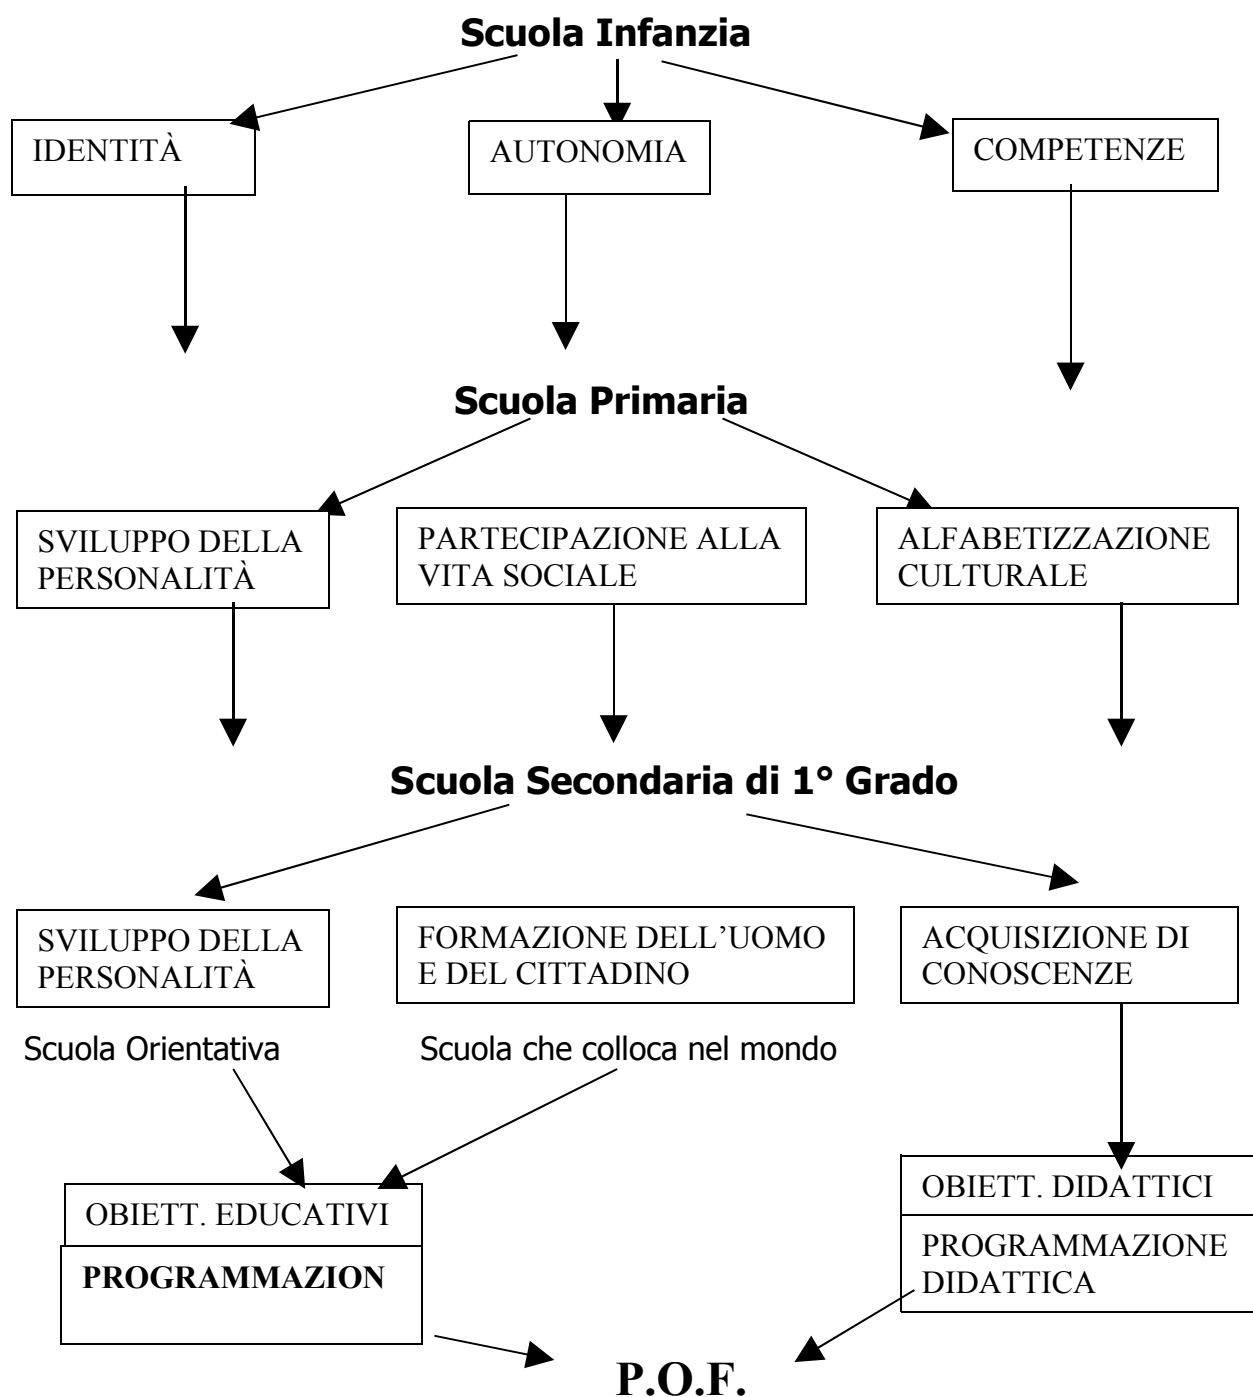 Scuola Infanzia
IDENTITÀ
AUTONOMIA
COMPETENZE
Scuola Primaria
SVILUPPO DELLA
PERSONALITÀ
PARTECIPAZIONE ALLA
VITA SOCIALE
ALFABETIZZAZIONE
CULTURALE
Scuola Secondaria di 1° Grado
SVILUPPO DELLA
PERSONALITÀ
FORMAZIONE DELL’UOMO
E DEL CITTADINO
ACQUISIZIONE DI
CONOSCENZE
Scuola Orientativa
Scuola che colloca nel mondo
OBIETT. EDUCATIVI
PROGRAMMAZION
OBIETT. DIDATTICI
PROGRAMMAZIONE
DIDATTICA
P.O.F.